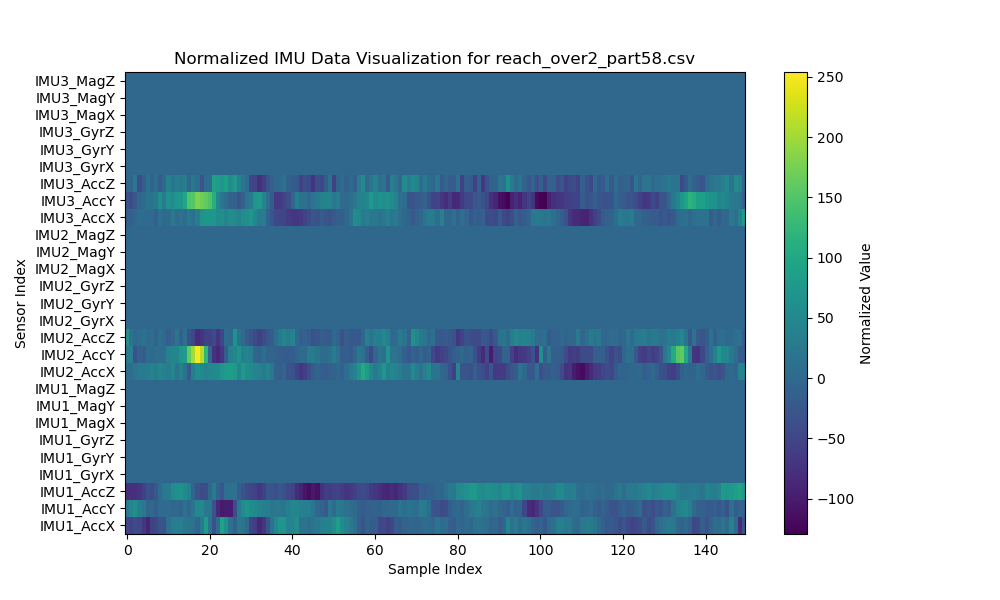 Normalized IMU Data Visualization for reach_over2_part58.csv
IMU3_MagZ
IMU3_MagY
IMU3_MagX
IMU3_GyrZ
IMU3_GyrY
IMU3_GyrX
IMU3_AccZ
IMU3_AccY
IMU3_AccX
IMU2_MagZ
IMU2_MagY
IMU2_MagX
IMU2_GyrZ
IMU2_GyrY
IMU2_GyrX
IMU2_AccZ
IMU2_AccY
IMU2_AccX
IMU1_MagZ
IMU1_MagY
IMU1_MagX
IMU1_GyrZ
IMU1_GyrY
IMU1_GyrX
IMU1_AccZ
IMU1_AccY
IMU1_AccX
Sensor Index
0 20 40 60 80 100 120 140
Sample Index
250
200
150
100
50
0
−50
−100
Normalized Value